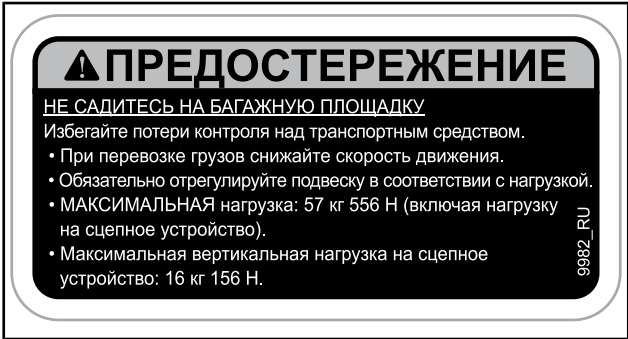 ПРЕДОСТЕРЕЖЕНИЕ
НЕ САДИТЕСЬ НА БАГАЖНУЮ ПЛОЩАДКУ
Избегайте потери контроля над транспортным средством.
• При перевозке грузов снижайте скорость движения.
• Обязательно отрегулируйте подвеску в соответствии с нагрузкой.
• МАКСИМАЛЬНАЯ нагрузка: 57 кг 556 Н (включая нагрузку
на сцепное устройство).
• Максимальная вертикальная нагрузка на сцепное
устройство: 16 кг 156 Н.
9982_RU